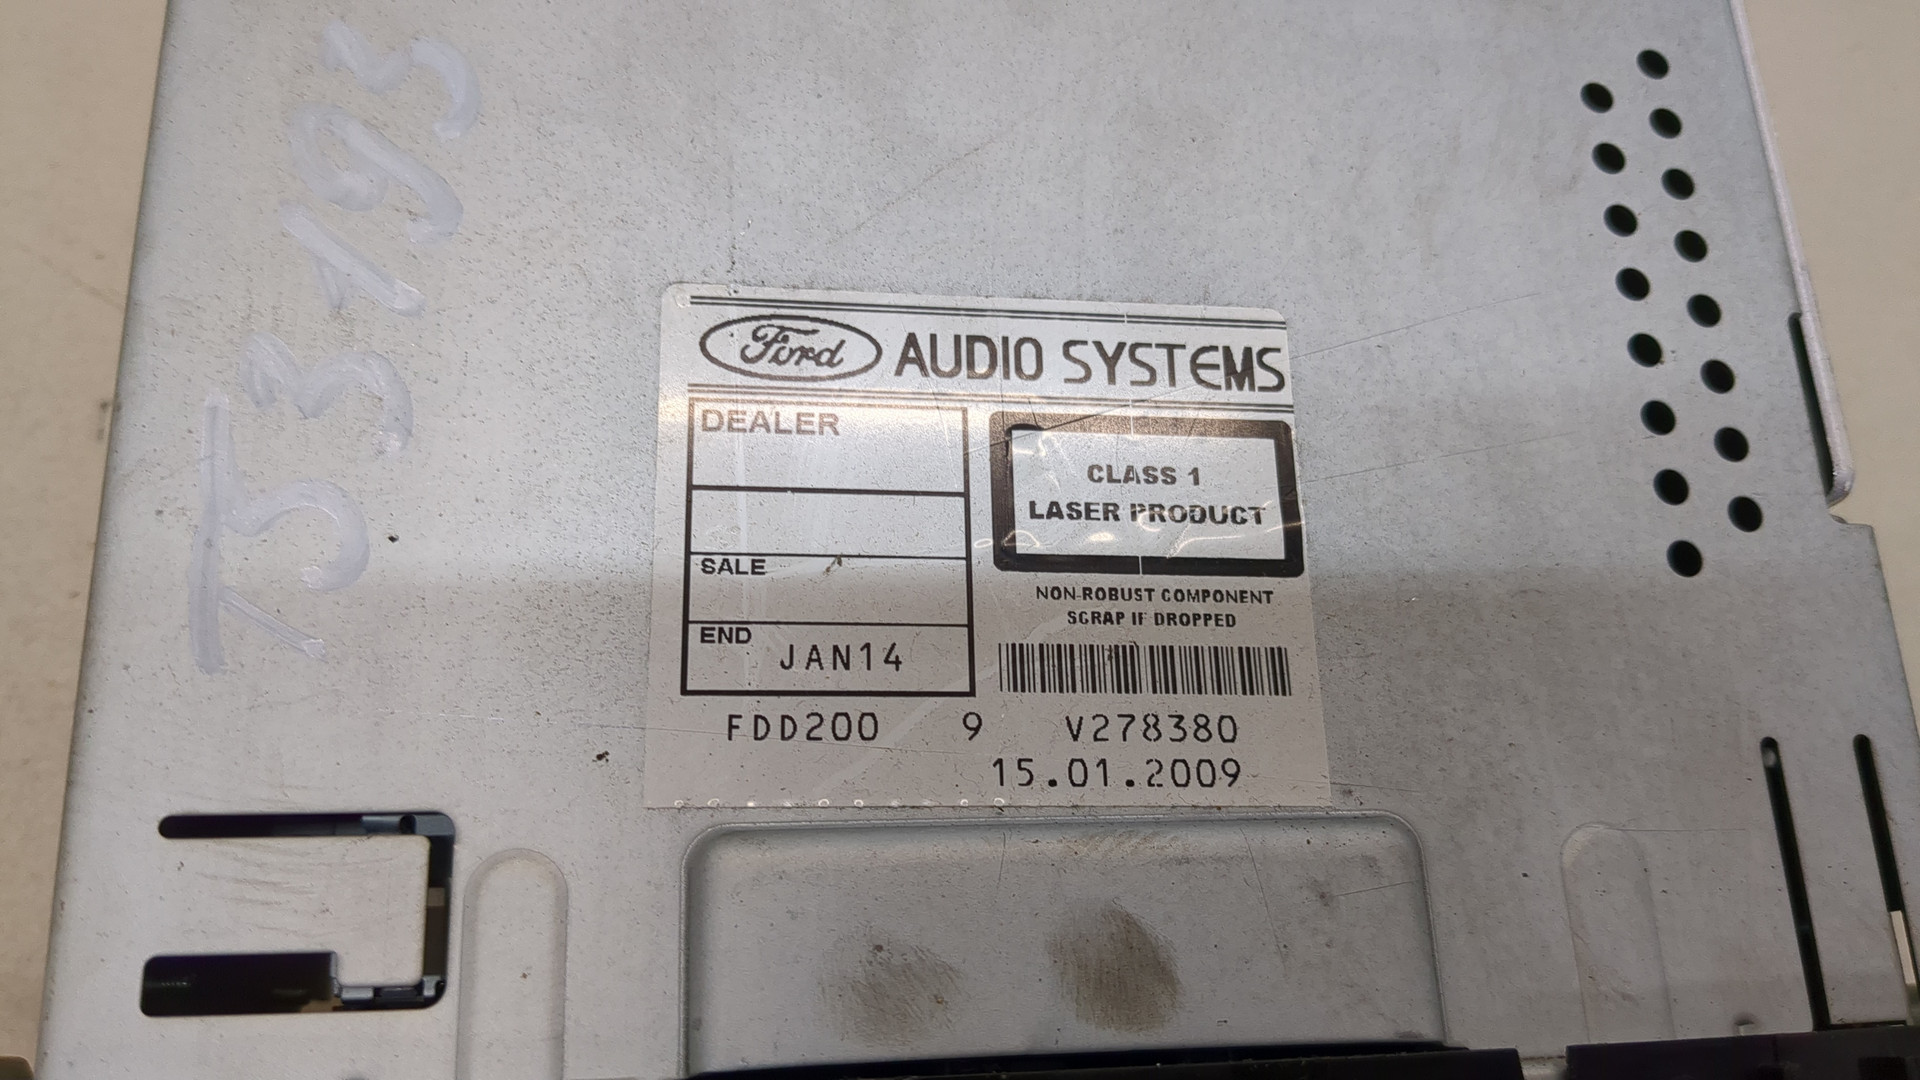 Ford AUDIO SYSTEMS
DEALER
CLASS 1
LASER PRODUCT
SALE
NON-ROBUST COMPONENT
SCRAP IF DROPPED
END JAN14
FDD200 9 V278380
15.01.2009